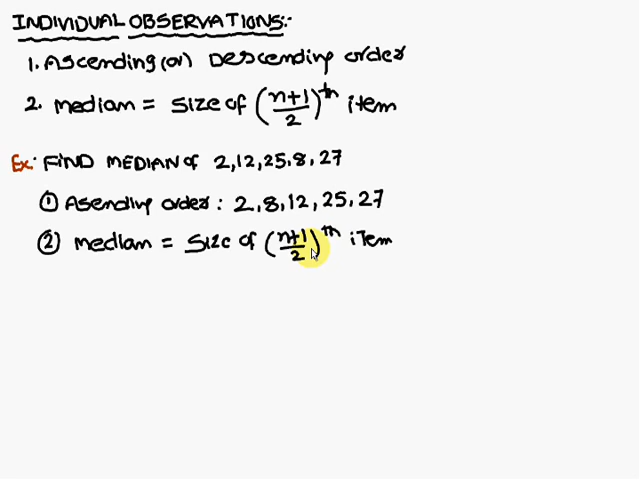 INDIVIDUAL OBSERVATIONS:-
1. Ascending (or) Descending order
2. Median = Size of (n+1/2)th item
Ex: FIND MEDIAN of 2,12,25,8,27
① Asending order : 2,8,12,25,27
② Median = Size of (n+1/2)th iTem